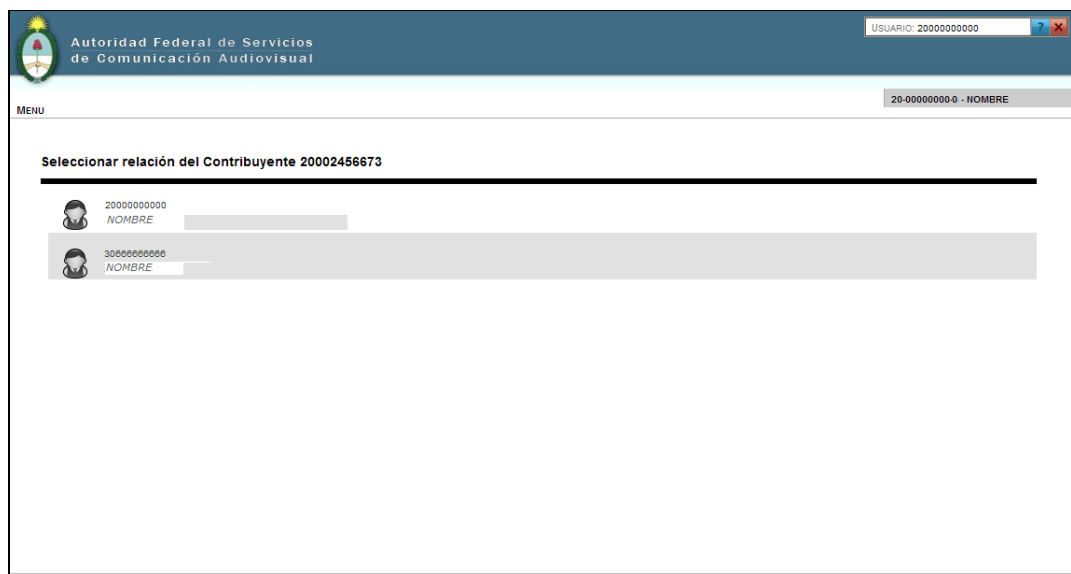 Autoridad Federal de Servicios
de Comunicación Audiovisual
USUARIO: 20000000000
?
X
20-00000000-0 - NOMBRE
MENU
Seleccionar relación del Contribuyente 20002456673
20000000000
NOMBRE
30666666666
NOMBRE